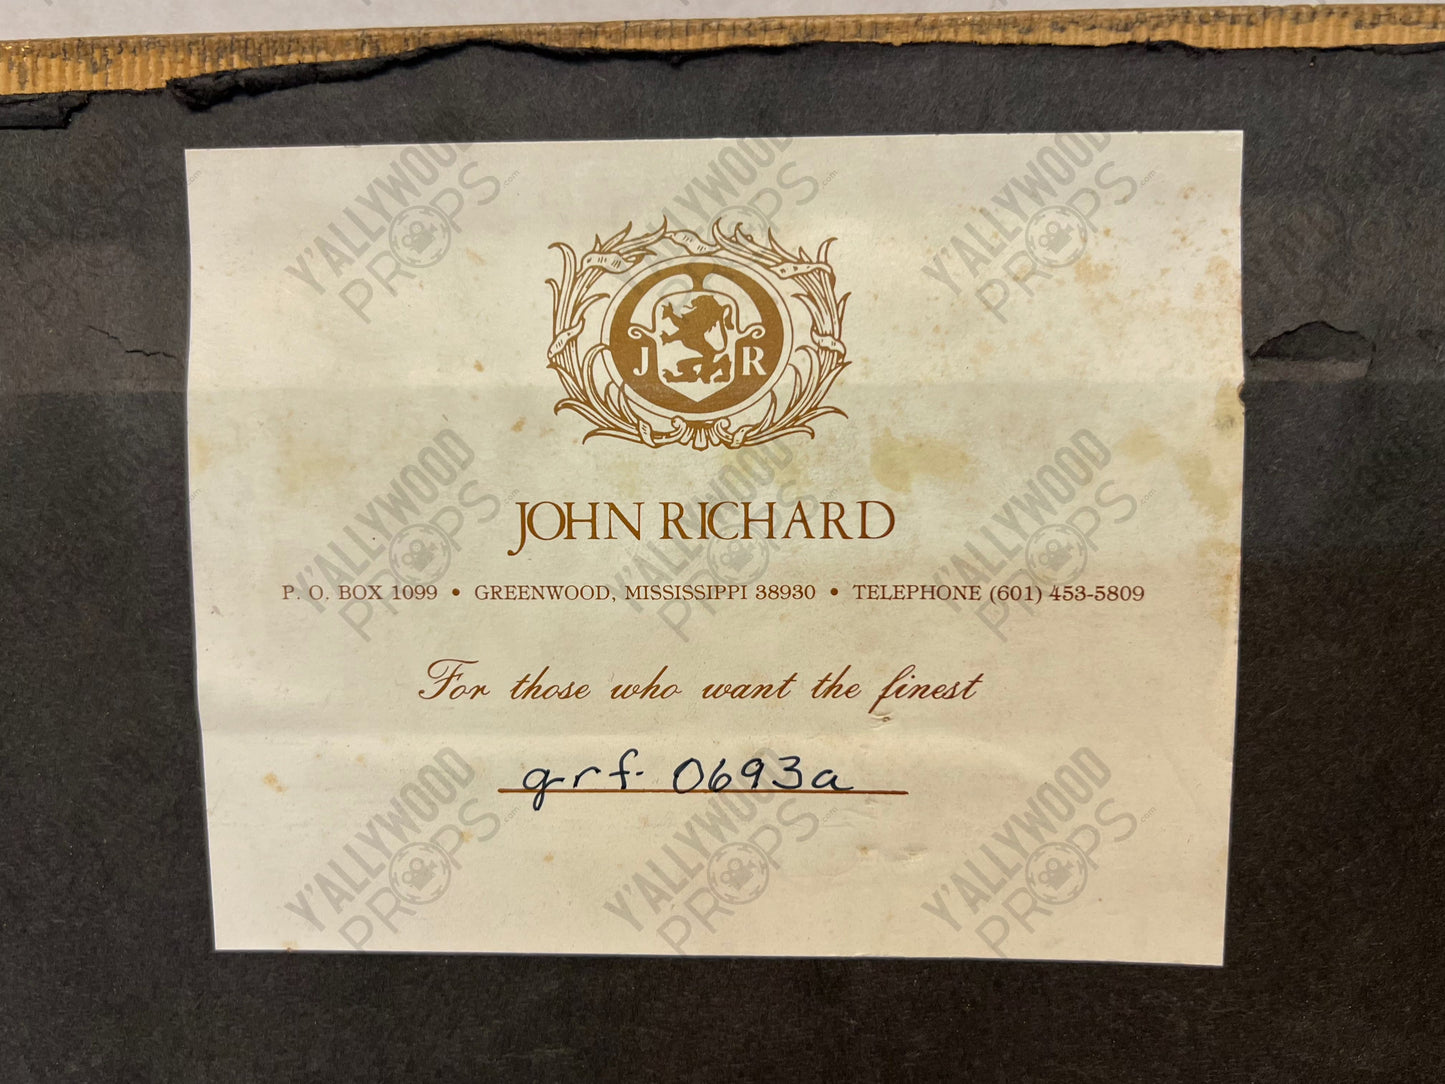 J R
JOHN RICHARD
P. O. BOX 1099 • GREENWOOD, MISSISSIPPI 38930 • TELEPHONE (601) 453-5809
For those who want the finest
grf. 0693a
Y'ALLYWOOD
PROPS.com